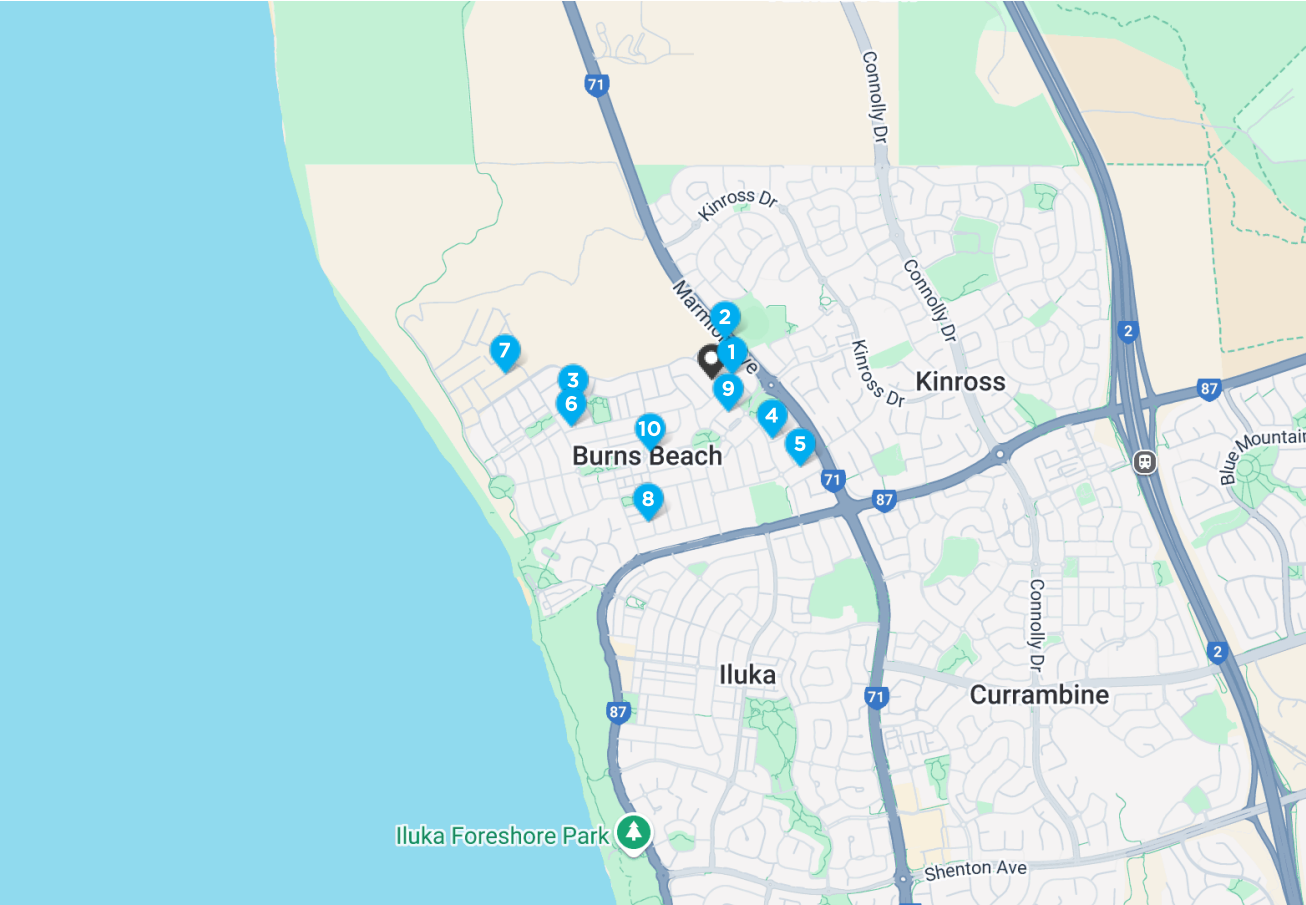 71
Connolly Dr
Kinross Dr
Connolly Dr
Marmion Ave
2
2
1
7
3
6
9
Kinross Dr
Kinross
87
4
10
5
Burns Beach
Blue Mountain
71
87
8
Connolly Dr
2
Iluka
Currambine
71
87
Iluka Foreshore Park
Shenton Ave